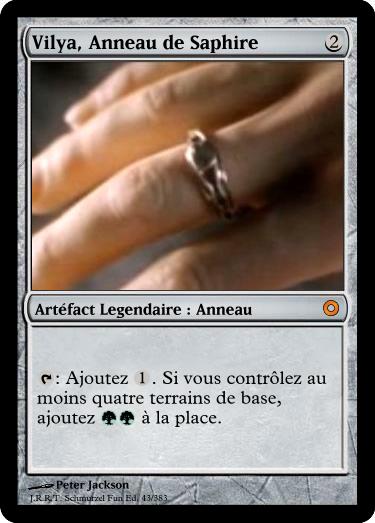 Vilya, Anneau de Saphire 2
Artéfact Legendaire : Anneau
: Ajoutez 1 . Si vous contrôlez au
moins quatre terrains de base,
ajoutez à la place.
Peter Jackson
J.R.R.T. Schmurzel Fun Ed. 43/383